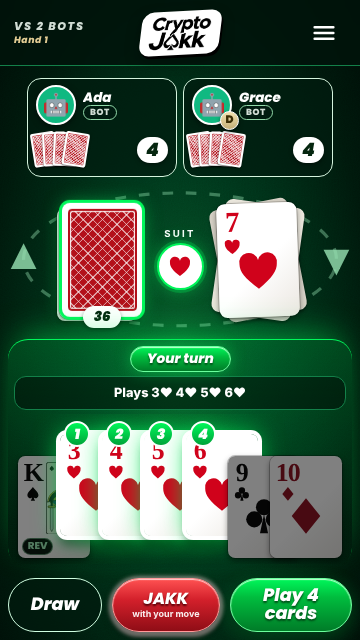 VS 2 BOTS
Hand 1
Crypto
Jakk
Ada
BOT
4
Grace
D
BOT
4
36
SUIT
7
Your turn
Plays 3♥ 4♥ 5♥ 6♥
1 2 3 4
K 3 4 5 6 9 10
REV
Draw
JAKK
with your move
Play 4
cards